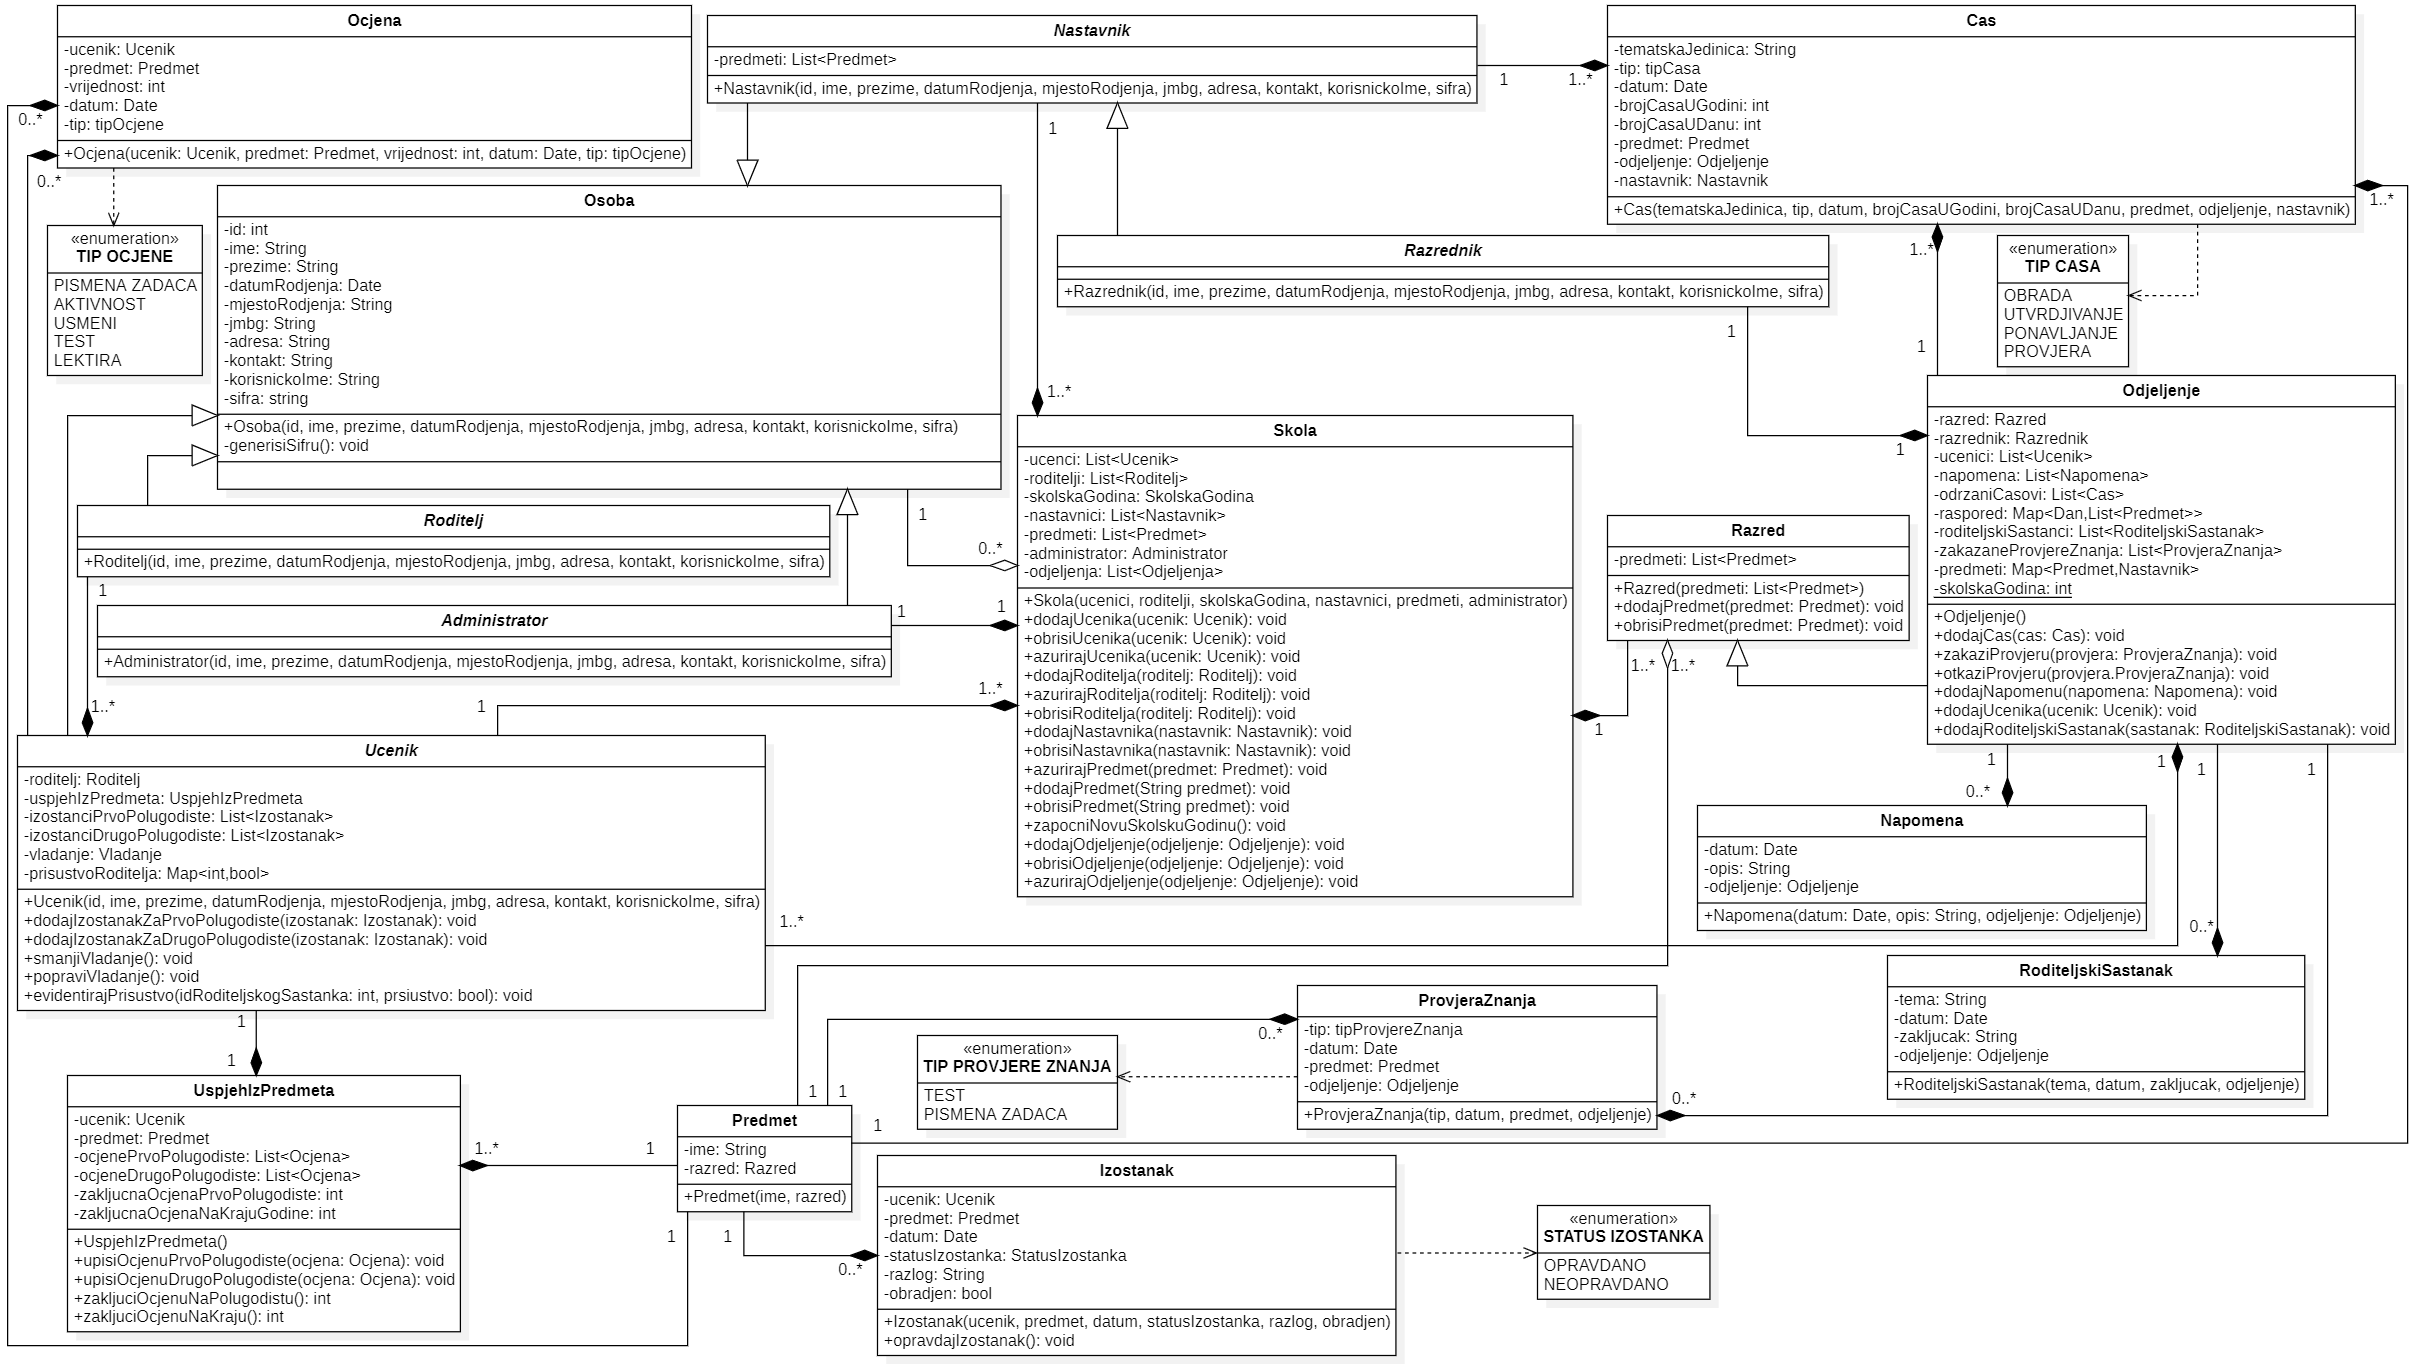 Ocjena
-ucenik: Ucenik
-predmet: Predmet
-vrijednost: int
-datum: Date
-tip: tipOcjene
+Ocjena(ucenik: Ucenik, predmet: Predmet, vrijednost: int, datum: Date, tip: tipOcjene)
0..*
0..*
Nastavnik
-predmeti: List<Predmet>
+Nastavnik(id, ime, prezime, datumRodjenja, mjestoRodjenja, jmbg, adresa, kontakt, korisnickoIme, sifra)
1
1..*
1
Cas
-tematskaJedinica: String
-tip: tipCasa
-datum: Date
-brojCasaUGodini: int
-brojCasaUDanu: int
-predmet: Predmet
-odjeljenje: Odjeljenje
-nastavnik: Nastavnik
+Cas(tematskaJedinica, tip, datum, brojCasaUGodini, brojCasaUDanu, predmet, odjeljenje, nastavnik)
1..*
1..*
1
«enumeration»
TIP OCJENE
PISMENA ZADACA
AKTIVNOST
USMENI
TEST
LEKTIRA
Osoba
-id: int
-ime: String
-prezime: String
-datumRodjenja: Date
-mjestoRodjenja: String
-jmbg: String
-adresa: String
-kontakt: String
-korisnickoIme: String
-sifra: string
+Osoba(id, ime, prezime, datumRodjenja, mjestoRodjenja, jmbg, adresa, kontakt, korisnickoIme, sifra)
-generisiSifru(): void
1
0..*
Razrednik
+Razrednik(id, ime, prezime, datumRodjenja, mjestoRodjenja, jmbg, adresa, kontakt, korisnickoIme, sifra)
1
1
«enumeration»
TIP CASA
OBRADA
UTVRDJIVANJE
PONAVLJANJE
PROVJERA
1..*
Skola
-ucenci: List<Ucenik>
-roditelji: List<Roditelj>
-skolskaGodina: SkolskaGodina
-nastavnici: List<Nastavnik>
-predmeti: List<Predmet>
-administrator: Administrator
-odjeljenja: List<Odjeljenja>
+Skola(ucenici, roditelji, skolskaGodina, nastavnici, predmeti, administrator)
+dodajUcenika(ucenik: Ucenik): void
+obrisiUcenika(ucenik: Ucenik): void
+azurirajUcenika(ucenik: Ucenik): void
+dodajRoditelja(roditelj: Roditelj): void
+azurirajRoditelja(roditelj: Roditelj): void
+obrisiRoditelja(roditelj: Roditelj): void
+dodajNastavnika(nastavnik: Nastavnik): void
+obrisiNastavnika(nastavnik: Nastavnik): void
+azurirajPredmet(predmet: Predmet): void
+dodajPredmet(String predmet): void
+obrisiPredmet(String predmet): void
+zapocniNovuSkolskuGodinu(): void
+dodajOdjeljenje(odjeljenje: Odjeljenje): void
+obrisiOdjeljenje(odjeljenje: Odjeljenje): void
+azurirajOdjeljenje(odjeljenje: Odjeljenje): void
Razred
-predmeti: List<Predmet>
+Razred(predmeti: List<Predmet>)
+dodajPredmet(predmet: Predmet): void
+obrisiPredmet(predmet: Predmet): void
1..*
1..*
1
Odjeljenje
-razred: Razred
-razrednik: Razrednik
-ucenici: List<Ucenik>
-napomena: List<Napomena>
-odrzaniCasovi: List<Cas>
-raspored: Map<Dan,List<Predmet>>
-roditeljskiSastanci: List<RoditeljskiSastanak>
-zakazaneProvjereZnanja: List<ProvjeraZnanja>
-predmeti: Map<Predmet,Nastavnik>
-skolskaGodina: int
+Odjeljenje()
+dodajCas(cas: Cas): void
+zakaziProvjeru(provjera: ProvjeraZnanja): void
+otkaziProvjeru(provjera.ProvjeraZnanja): void
+dodajNapomenu(napomena: Napomena): void
+dodajUcenika(ucenik: Ucenik): void
+dodajRoditeljskiSastanak(sastanak: RoditeljskiSastanak): void
1
1
1
1
Roditelj
+Roditelj(id, ime, prezime, datumRodjenja, mjestoRodjenja, jmbg, adresa, kontakt, korisnickoIme, sifra)
1
Administrator
+Administrator(id, ime, prezime, datumRodjenja, mjestoRodjenja, jmbg, adresa, kontakt, korisnickoIme, sifra)
1
1
1..*
1
1..*
Ucenik
-roditelj: Roditelj
-uspjehIzPredmeta: UspjehIzPredmeta
-izostanciPrvoPolugodiste: List<Izostanak>
-izostanciDrugoPolugodiste: List<Izostanak>
-vladanje: Vladanje
-prisustvoRoditelja: Map<int,bool>
+Ucenik(id, ime, prezime, datumRodjenja, mjestoRodjenja, jmbg, adresa, kontakt, korisnickoIme, sifra)
+dodajIzostanakZaPrvoPolugodiste(izostanak: Izostanak): void
+dodajIzostanakZaDrugoPolugodiste(izostanak: Izostanak): void
+smanjiVladanje(): void
+popraviVladanje(): void
+evidentirajPrisustvo(idRoditeljskogSastanka: int, prsiustvo: bool): void
1..*
1
1
0..*
Napomena
-datum: Date
-opis: String
-odjeljenje: Odjeljenje
+Napomena(datum: Date, opis: String, odjeljenje: Odjeljenje)
0..*
RoditeljskiSastanak
-tema: String
-datum: Date
-zakljucak: String
-odjeljenje: Odjeljenje
+RoditeljskiSastanak(tema, datum, zakljucak, odjeljenje)
ProvjeraZnanja
-tip: tipProvjereZnanja
-datum: Date
-predmet: Predmet
-odjeljenje: Odjeljenje
+ProvjeraZnanja(tip, datum, predmet, odjeljenje)
0..*
0..*
«enumeration»
TIP PROVJERE ZNANJA
TEST
PISMENA ZADACA
UspjehIzPredmeta
-ucenik: Ucenik
-predmet: Predmet
-ocjenePrvoPolugodiste: List<Ocjena>
-ocjeneDrugoPolugodiste: List<Ocjena>
-zakljucnaOcjenaPrvoPolugodiste: int
-zakljucnaOcjenaNaKrajuGodine: int
+UspjehIzPredmeta()
+upisiOcjenuPrvoPolugodiste(ocjena: Ocjena): void
+upisiOcjenuDrugoPolugodiste(ocjena: Ocjena): void
+zakljuciOcjenuNaPolugodistu(): int
+zakljuciOcjenuNaKraju(): int
1..*
1
1
1
1
Predmet
-ime: String
-razred: Razred
+Predmet(ime, razred)
1
1
0..*
Izostanak
-ucenik: Ucenik
-predmet: Predmet
-datum: Date
-statusIzostanka: StatusIzostanka
-razlog: String
-obradjen: bool
+Izostanak(ucenik, predmet, datum, statusIzostanka, razlog, obradjen)
+opravdajIzostanak(): void
«enumeration»
STATUS IZOSTANKA
OPRAVDANO
NEOPRAVDANO